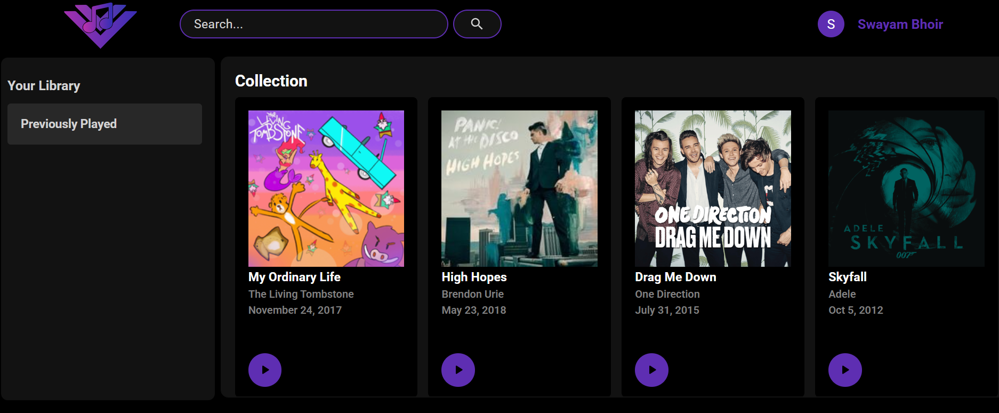 Search...
S
Swayam Bhoir
Your Library
Previously Played
Collection
THE
LIVING
TOMBSTONE
My Ordinary Life
The Living Tombstone
November 24, 2017
PANIC!
AT THE DISCO
HIGH HOPES
High Hopes
Brendon Urie
May 23, 2018
ONE DIRECTION
DRAG ME DOWN
Drag Me Down
One Direction
July 31, 2015
ADELE
SKYFALL
007
Skyfall
Adele
Oct 5, 2012